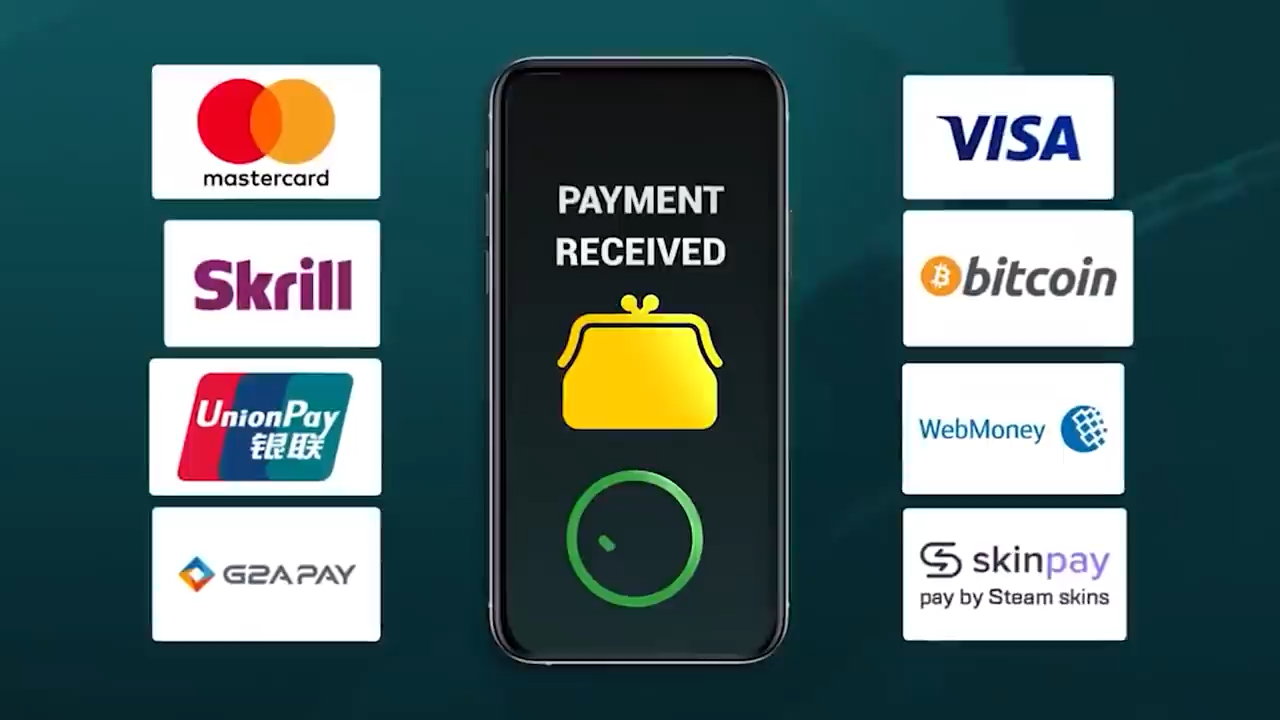 mastercard
Skrill
UnionPay
银联
G2A PAY
PAYMENT
RECEIVED
VISA
bitcoin
WebMoney
skinpay
pay by Steam skins